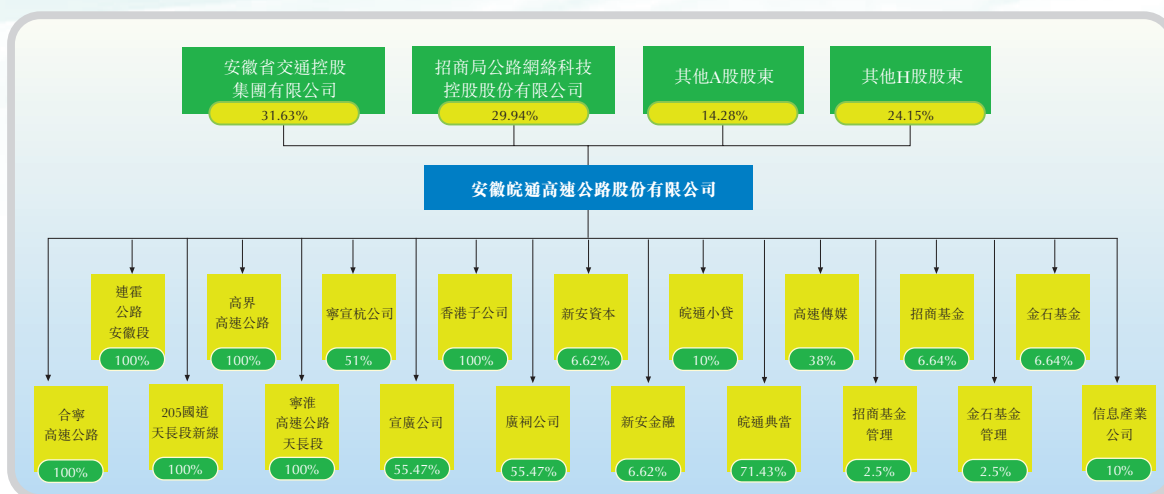 安徽省交通控股
集團有限公司
31.63%
招商局公路網絡科技
控股股份有限公司
29.94%
其他A股股東
14.28%
其他H股股東
24.15%
安徽皖通高速公路股份有限公司
連霍
公路
安徽段
100%
高界
高速公路
100%
寧宣杭公司
51%
香港子公司
100%
新安資本
6.62%
皖通小貸
10%
高速傳媒
38%
招商基金
6.64%
金石基金
6.64%
合寧
高速公路
100%
205國道
天長段新線
100%
寧淮
高速公路
天長段
100%
宣廣公司
55.47%
廣祠公司
55.47%
新安金融
6.62%
皖通典當
71.43%
招商基金
管理
2.5%
金石基金
管理
2.5%
信息產業
公司
10%